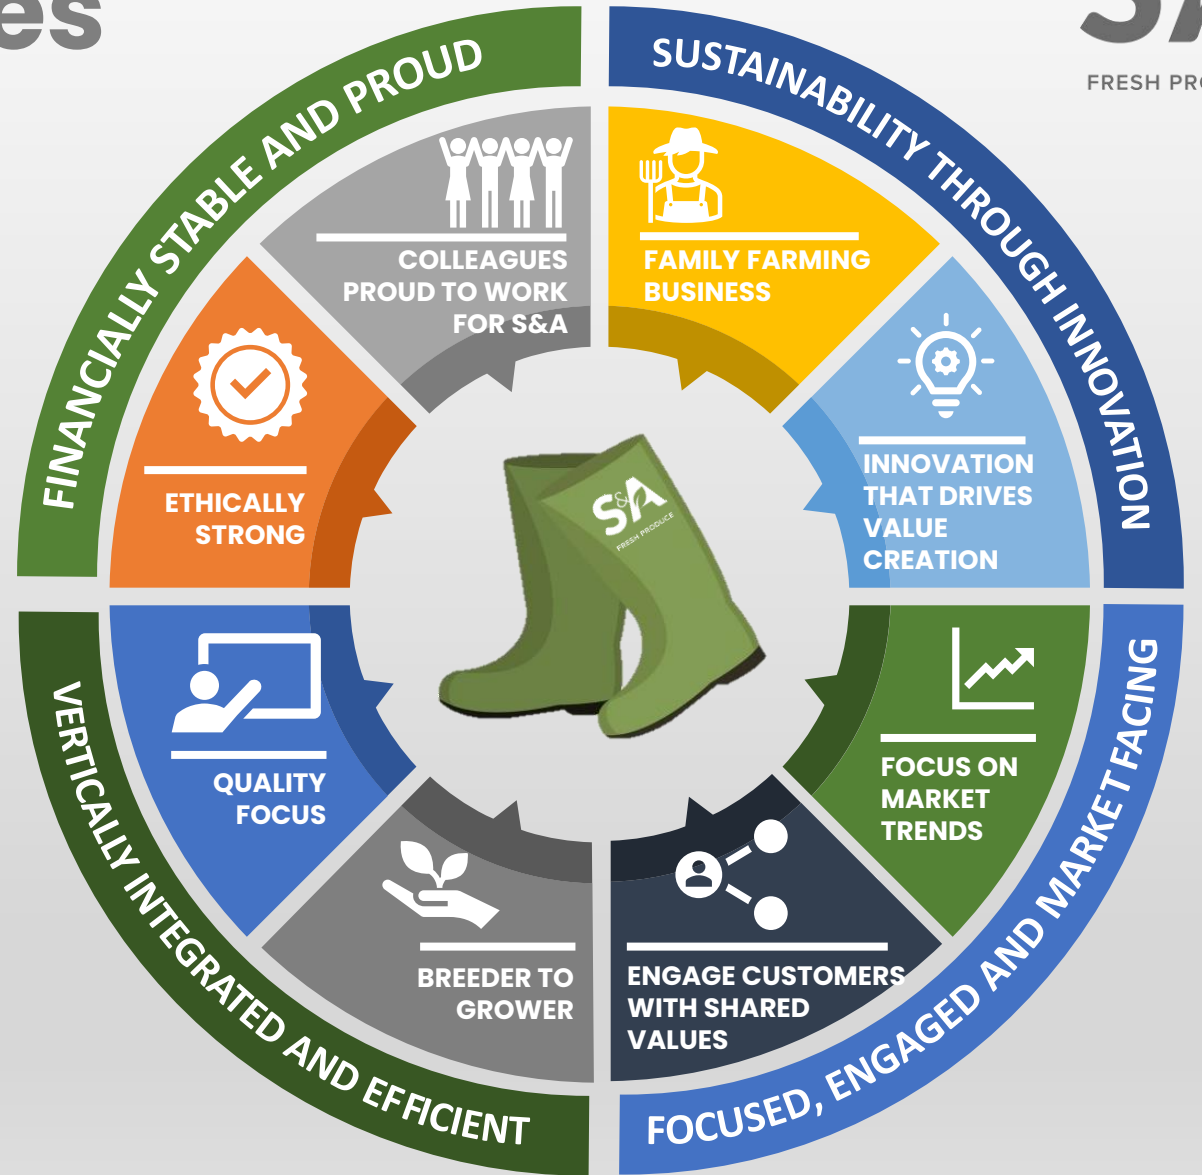 FINANCIALLY STABLE AND PROUD
SUSTAINABILITY THROUGH INNOVATION
FRESH
COLLEAGUES
PROUD TO WORK
FOR S&A
FAMILY FARMING
BUSINESS
ETHICALLY
STRONG
INNOVATION
THAT DRIVES
VALUE
CREATION
S&A
FRESH PRODUCE
QUALITY
FOCUS
FOCUS ON
MARKET
TRENDS
BREEDER TO
GROWER
ENGAGE CUSTOMERS
WITH SHARED
VALUES
VERTICALLY INTEGRATED AND EFFICIENT
FOCUSED, ENGAGED AND MARKET FACING